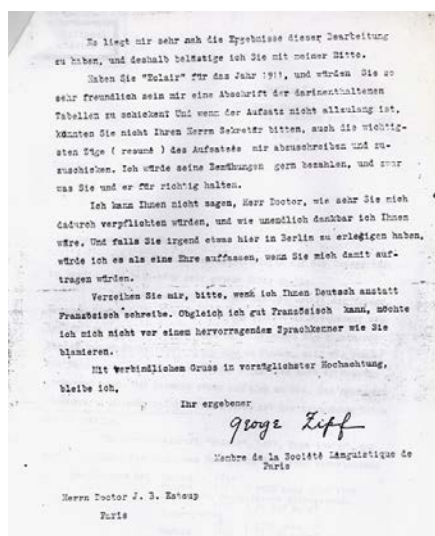 Es liegt mir sehr nah die Ergebnisse dieser Bearbeitung
zu haben, und deshalb belästige ich Sie mit meiner Bitte.
Haben Sie "Eclair" für das Jahr 1911, und würden Sie so
sehr freundlich sein mir eine Abschrift der darinenthaltenen
Tabellen zu schicken? Und wenn der Aufsatz nicht allzulang ist,
könnten Sie nicht Ihren Herrn Sekretär bitten, auch die wichtig-
sten Züge ( resumé ) des Aufsatzes mir abzuschreiben und zu-
zuschicken. Ich würde seine Bemühungen gern bezahlen, und zwar
was Sie und er für richtig halten.
Ich kann Ihnen nicht sagen, Herr Doctor, wie sehr Sie mich
dadurch verpflichten würden, und wie unendlich dankbar ich Ihnen
wäre. Und falls Sie irgend etwas hier in Berlin zu erledigen haben,
würde ich es als eine Ehre auffassen, wenn Sie mich damit auf-
tragen würden.
Verzeihen Sie mir, bitte, wenn ich Ihnen Deutsch anstatt
Französisch schreibe. Obgleich ich gut Französisch kann, möchte
ich mich nicht vor einem hervorragenden Sprachkenner wie Sie
blamieren.
Mit verbindlichem Gruss in vorzüglichster Hochachtung,
bleibe ich,
Ihr ergebener
George Zipf
Membre de la Société Linguistique de
Paris
Herrn Doctor J. B. Estoup
Paris